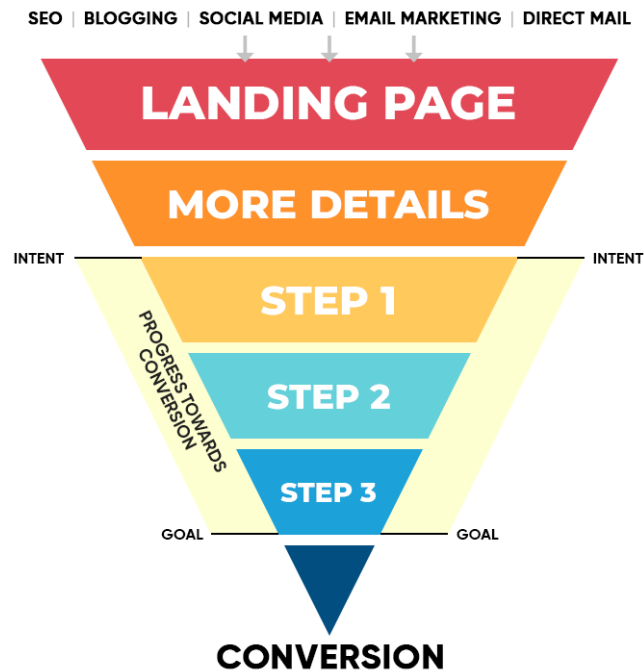 SEO | BLOGGING | SOCIAL MEDIA | EMAIL MARKETING | DIRECT MAIL
LANDING PAGE
MORE DETAILS
INTENT INTENT
STEP 1
PROGRESS TOWARDS
CONVERSION
STEP 2
STEP 3
GOAL GOAL
CONVERSION